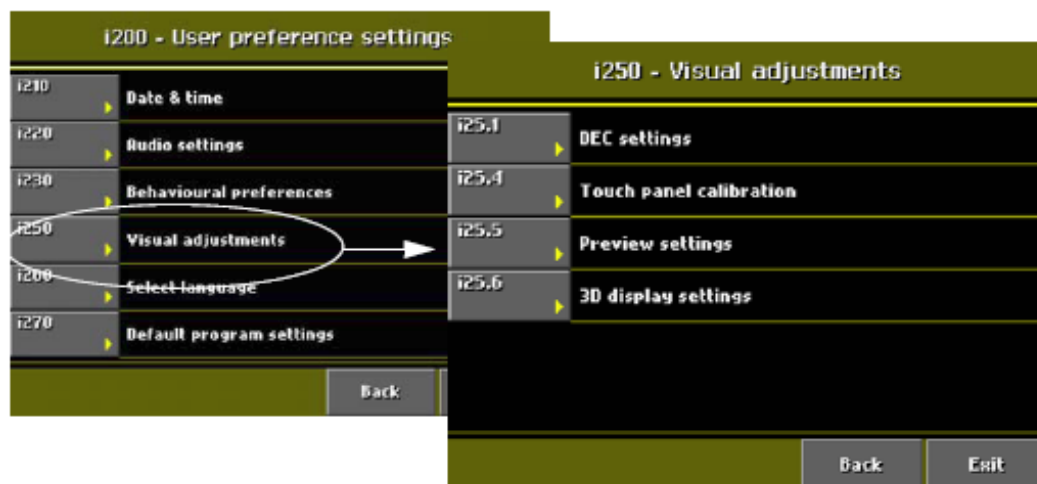 i200 - User preference settings
i210
Date & time
i220
Audio settings
i230
Behavioural preferences
i250
Visual adjustments
i260
Select language
i270
Default program settings
Back
i250 - Visual adjustments
i25.1
DEC settings
i25.4
Touch panel calibration
i25.5
Preview settings
i25.6
3D display settings
Back
Exit